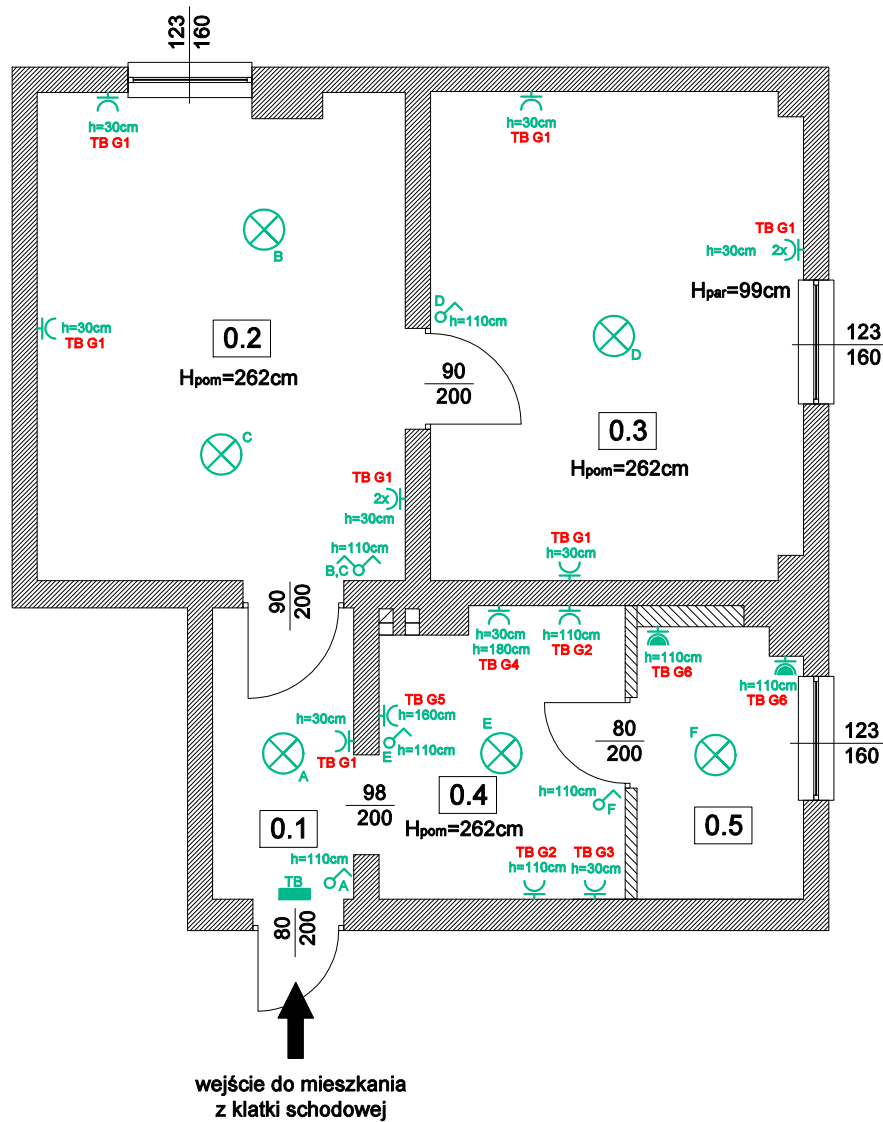 123
160
h=30cm
TB G1
h=30cm
TB G1
B
TB G1
h=30cm 2x
Hpar=99cm
D
h=110cm
h=30cm
TB G1
0.2
Hpom=262cm
D
123
160
90
200
C
0.3
Hpom=262cm
TB G1
2x
h=30cm
h=110cm
B,C
TB G1
h=30cm
90
200
h=30cm
h=180cm
TB G4
h=110cm
TB G2
h=110cm
TB G6
h=110cm
TB G6
TB G5
h=160cm
h=30cm
TB G1
E
h=110cm
E
A
80
200
F
123
160
98
200
0.4
Hpom=262cm
h=110cm
F
0.1
0.5
h=110cm
A
TB
TB G2
h=110cm
TB G3
h=30cm
80
200
wejście do mieszkania
z klatki schodowej